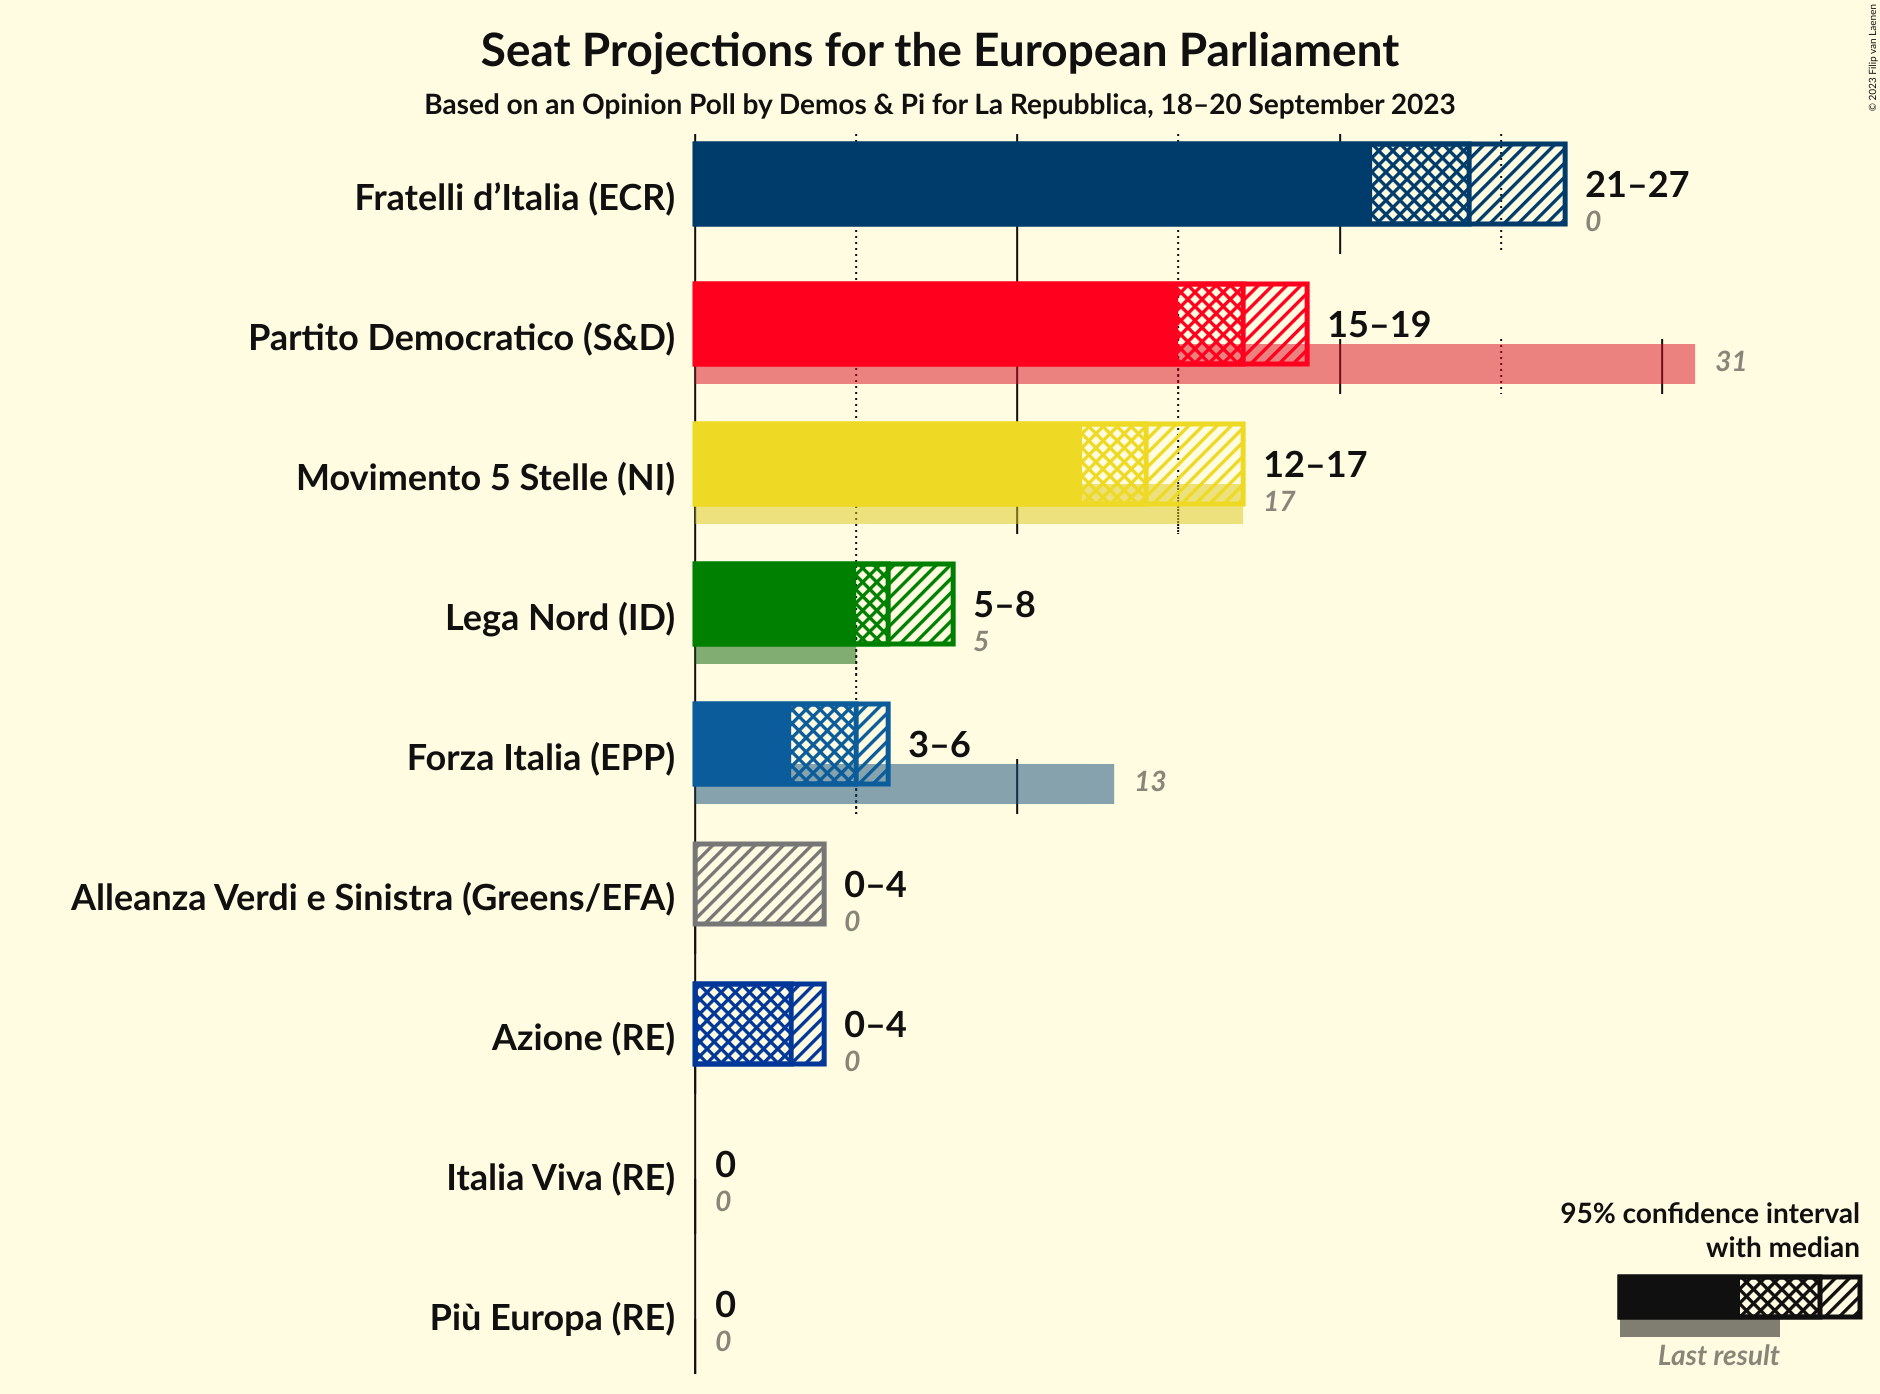 Seat Projections for the European Parliament
Based on an Opinion Poll by Demos & Pi for La Repubblica, 18–20 September 2023
© 2023 Filip van Laenen
Fratelli d’Italia (ECR)
21–27
0
Partito Democratico (S&D)
15–19
31
Movimento 5 Stelle (NI)
12–17
17
Lega Nord (ID)
5–8
5
Forza Italia (EPP)
3–6
13
Alleanza Verdi e Sinistra (Greens/EFA)
0–4
0
Azione (RE)
0–4
0
Italia Viva (RE)
0
0
Più Europa (RE)
0
0
95% confidence interval
with median
Last result